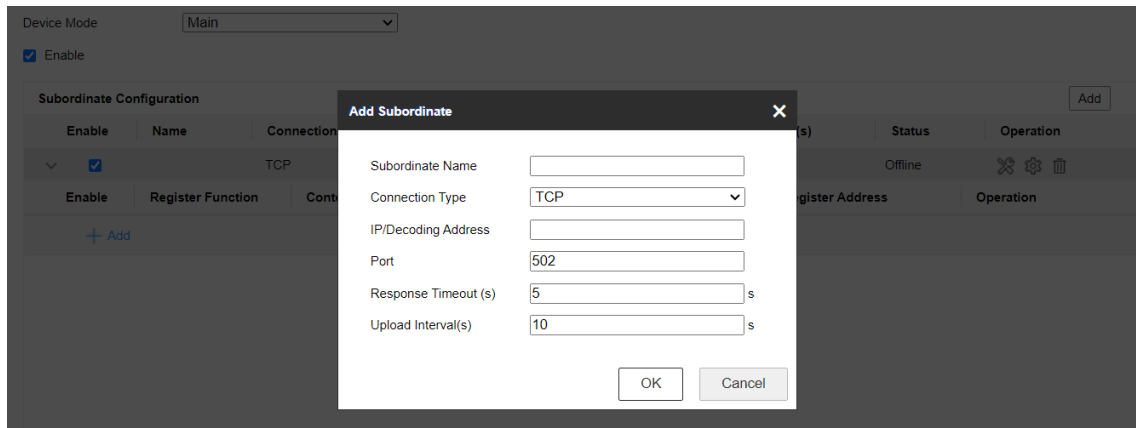 Device Mode Main
Enable
Subordinate Configuration Add
Add Subordinate
Enable Name Connection (s) Status Operation
TCP Offline
Subordinate Name
Enable Register Function Cont egister Address Operation
Connection Type TCP
+ Add
IP/Decoding Address
Port 502
Response Timeout (s) 5 s
Upload Interval(s) 10 s
OK Cancel